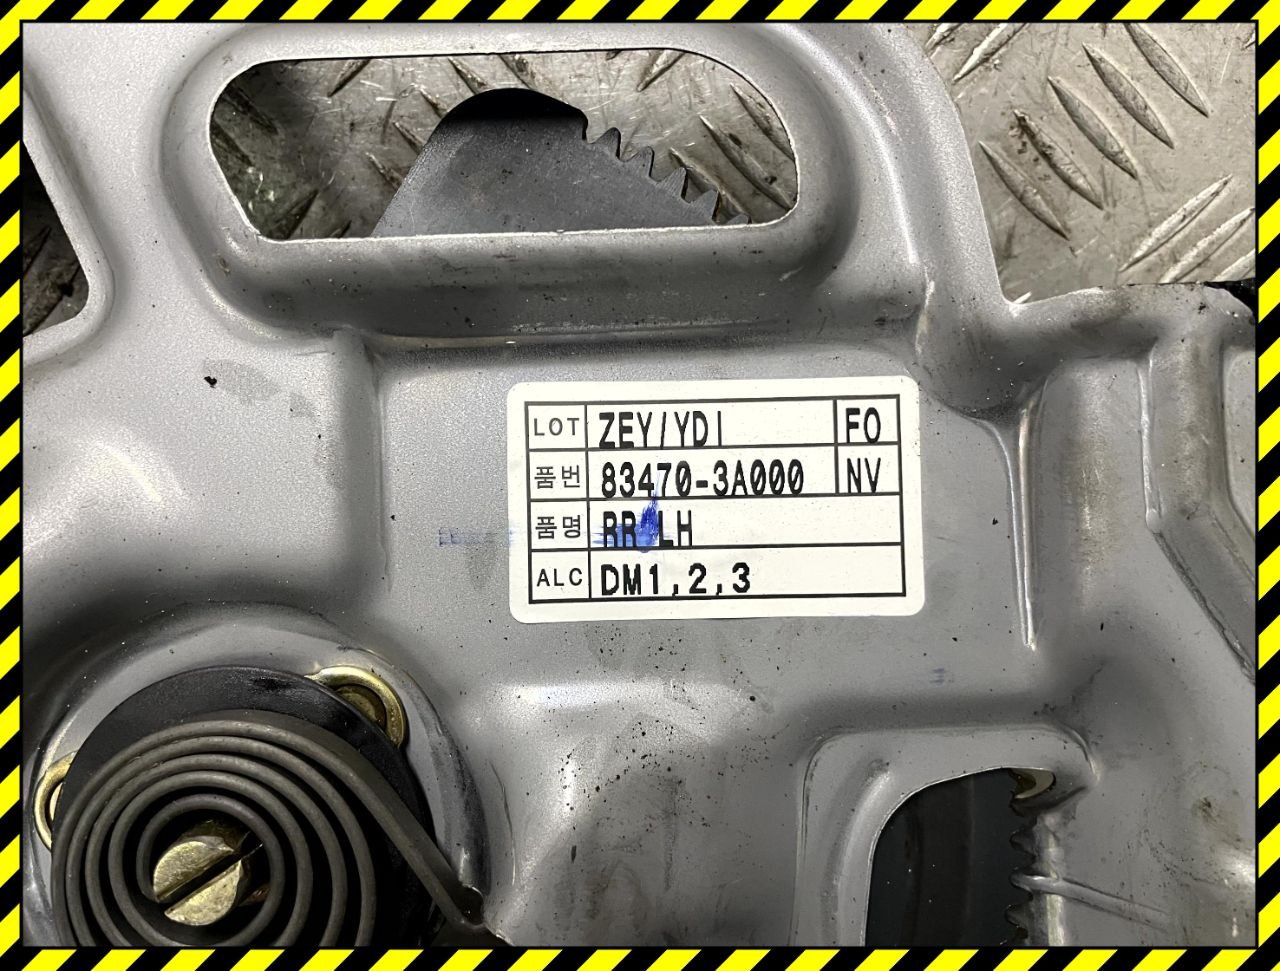 LOT ZEY/YDI FO
품번 83470-3A000 NV
품명 RR LH
ALC DM1,2,3